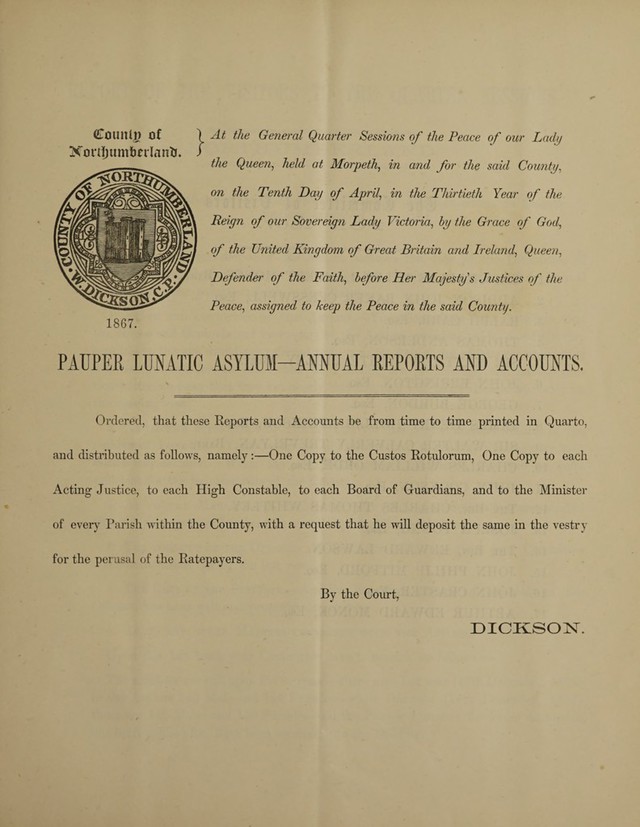 County of
Northumberland.
COUNTY OF NORTHUMBERLAND
W. DICKSON. C.P.
1867.
At the General Quarter Sessions of the Peace of our Lady
the Queen, held at Morpeth, in and for the said County,
on the Tenth Day of April, in the Thirtieth Year of the
Reign of our Sovereign Lady Victoria, by the Grace of God,
of the United Kingdom of Great Britain and Ireland, Queen,
Defender of the Faith, before Her Majesty's Justices of the
Peace, assigned to keep the Peace in the said County.
PAUPER LUNATIC ASYLUM—ANNUAL REPORTS AND ACCOUNTS.
Ordered, that these Reports and Accounts be from time to time printed in Quarto,
and distributed as follows, namely:—One Copy to the Custos Rotulorum, One Copy to each
Acting Justice, to each High Constable, to each Board of Guardians, and to the Minister
of every Parish within the County, with a request that he will deposit the same in the vestry
for the perusal of the Ratepayers.
By the Court,
DICKSON.